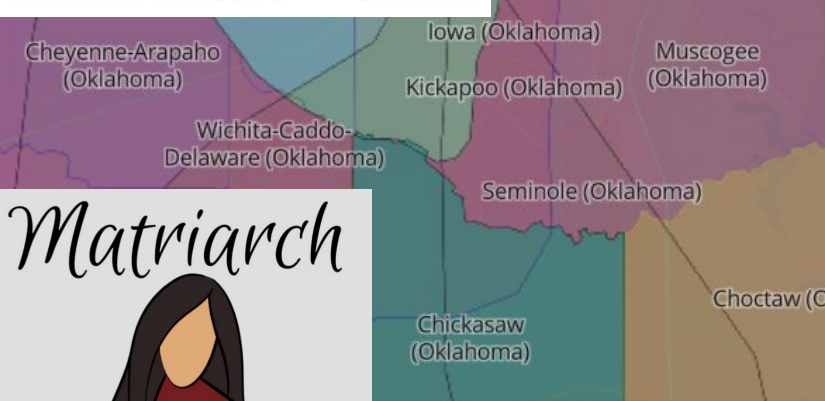 Iowa (Oklahoma)
Cheyenne-Arapaho
(Oklahoma)
Muscogee
(Oklahoma)
Kickapoo (Oklahoma)
Wichita-Caddo-
Delaware (Oklahoma)
Seminole (Oklahoma)
Matriarch
Choctaw (O
Chickasaw
(Oklahoma)